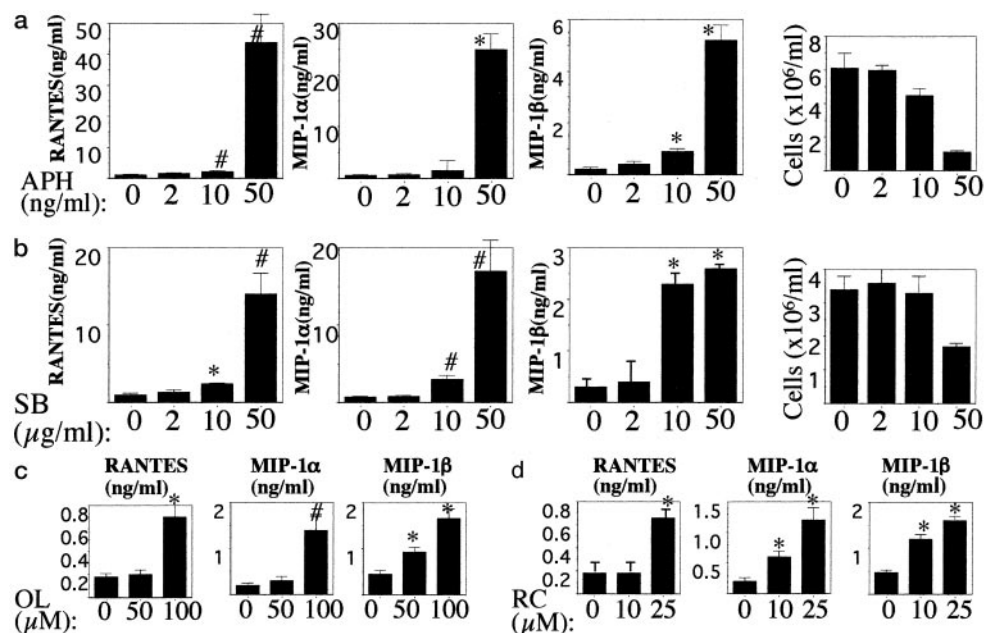 a
RANTES(ng/ml)
50
40
30
20
10
#
#
0 2 10 50
MIP-1α(ng/ml)
30
20
10
*
0 2 10 50
MIP-1β(ng/ml)
6
4
2
*
*
0 2 10 50
Cells (x10⁶/ml)
8
6
4
2
0 2 10 50
APH
(ng/ml):
b
RANTES(ng/ml)
20
10
*
#
0 2 10 50
MIP-1α(ng/ml)
20
10
#
#
0 2 10 50
MIP-1β(ng/ml)
3
2
1
*
*
0 2 10 50
Cells (x10⁶/ml)
4
3
2
1
0 2 10 50
SB
(μg/ml):
c
RANTES
(ng/ml)
0.8
0.4
0.2
*
0 50 100
MIP-1α
(ng/ml)
2
1
#
0 50 100
MIP-1β
(ng/ml)
2
1
*
*
0 50 100
OL
(μM):
d
RANTES
(ng/ml)
0.8
0.4
0.2
*
0 10 25
MIP-1α
(ng/ml)
1.5
1.0
0.5
*
*
0 10 25
MIP-1β
(ng/ml)
2
1
*
*
0 10 25
RC
(μM):